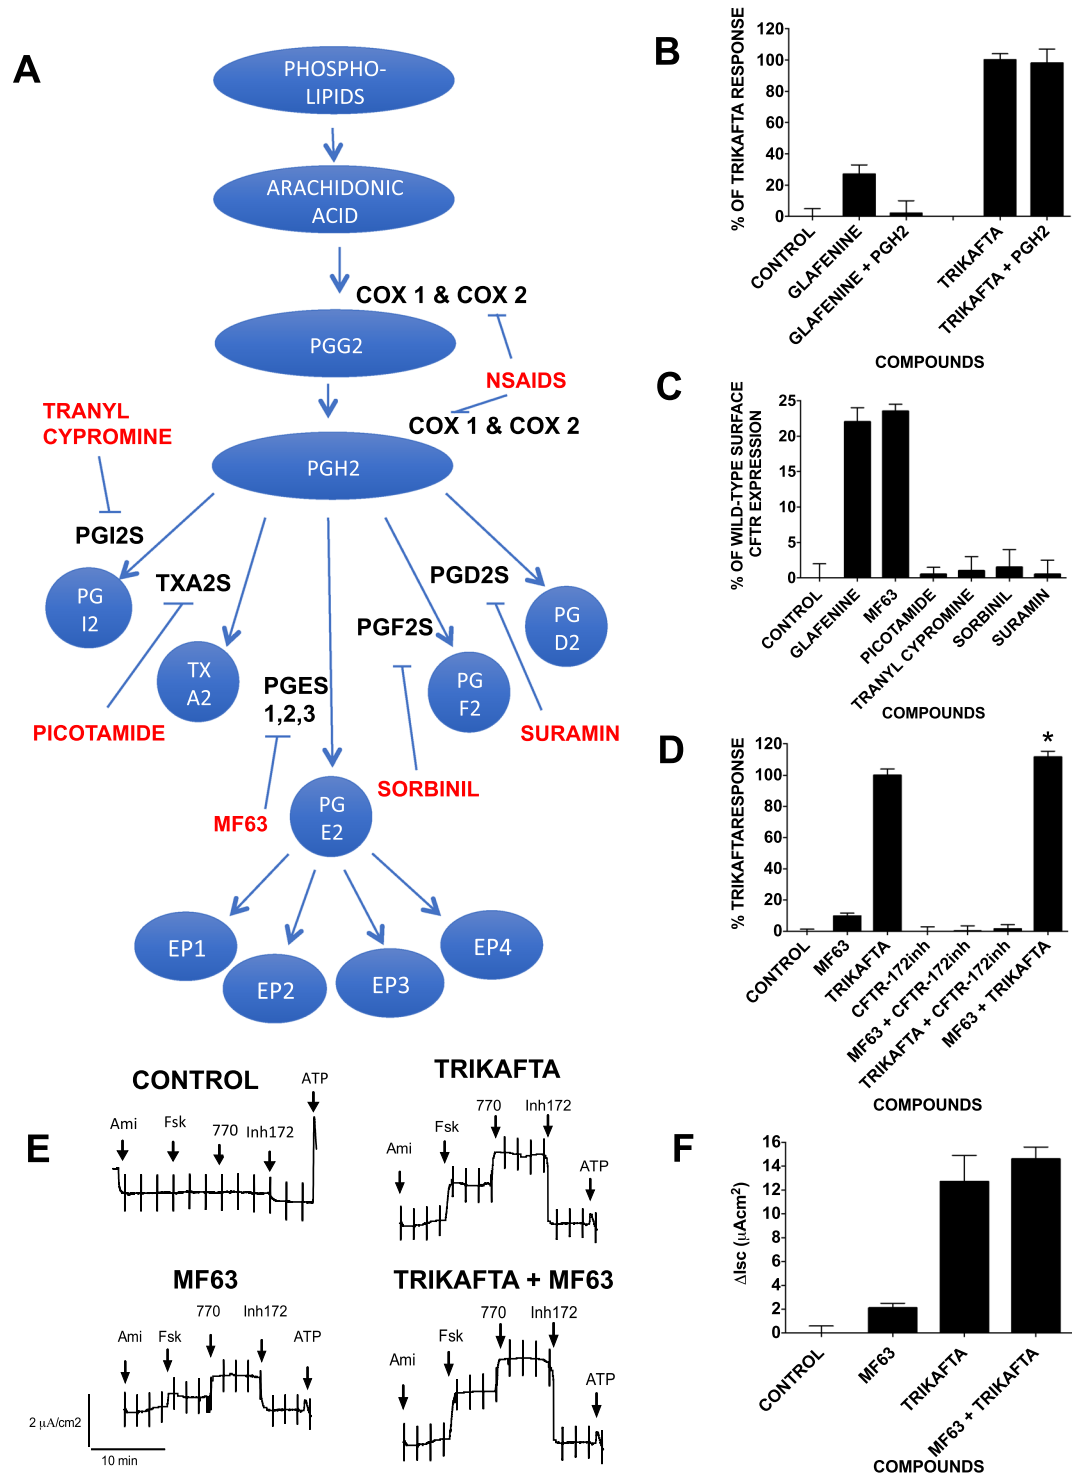 A
PHOSPHO-
LIPIDS
ARACHIDONIC
ACID
COX 1 & COX 2
PGG2
NSAIDS
TRANYL
CYPROMINE
COX 1 & COX 2
PGH2
PGI2S
TXA2S
PGD2S
PG
I2
PGF2S
PG
D2
TX
A2
PGES
1,2,3
PG
F2
PICOTAMIDE
SURAMIN
SORBINIL
MF63
PG
E2
EP1
EP2
EP3
EP4
B
% OF TRIKAFTA RESPONSE
120
100
80
60
40
20
0
CONTROL
GLAFENINE
GLAFENINE + PGH2
TRIKAFTA
TRIKAFTA + PGH2
COMPOUNDS
C
% OF WILD-TYPE SURFACE
CFTR EXPRESSION
25
20
15
10
5
0
CONTROL
GLAFENINE
MF63
PICOTAMIDE
TRANYL CYPROMINE
SORBINIL
SURAMIN
COMPOUNDS
D
% TRIKAFTARESPONSE
120
100
80
60
40
20
0
*
CONTROL
MF63
TRIKAFTA
CFTR-172inh
MF63 + CFTR-172inh
TRIKAFTA + CFTR-172inh
MF63 + TRIKAFTA
COMPOUNDS
E
CONTROL
Ami
Fsk
770
Inh172
ATP
TRIKAFTA
Ami
Fsk
770
Inh172
ATP
MF63
Ami
Fsk
770
Inh172
ATP
2 µA/cm2
10 min
TRIKAFTA + MF63
Ami
Fsk
770
Inh172
ATP
F
ΔIsc (µAcm²)
16
14
12
10
8
6
4
2
0
CONTROL
MF63
TRIKAFTA
MF63 + TRIKAFTA
COMPOUNDS